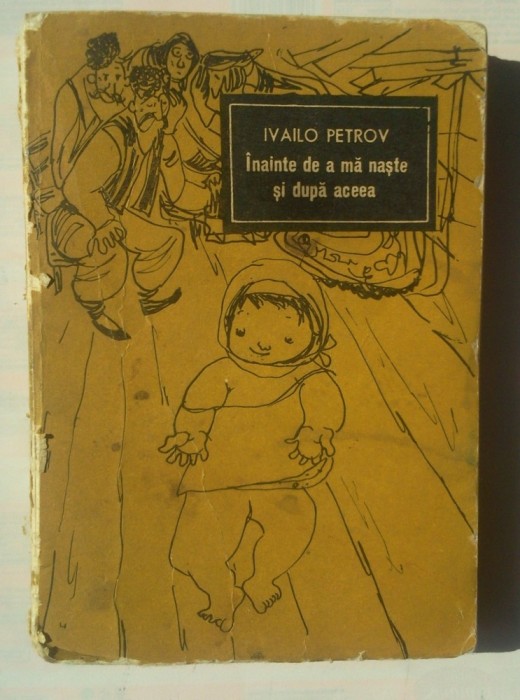 IVAILO PETROV
Înainte de a mă naște
și după aceea